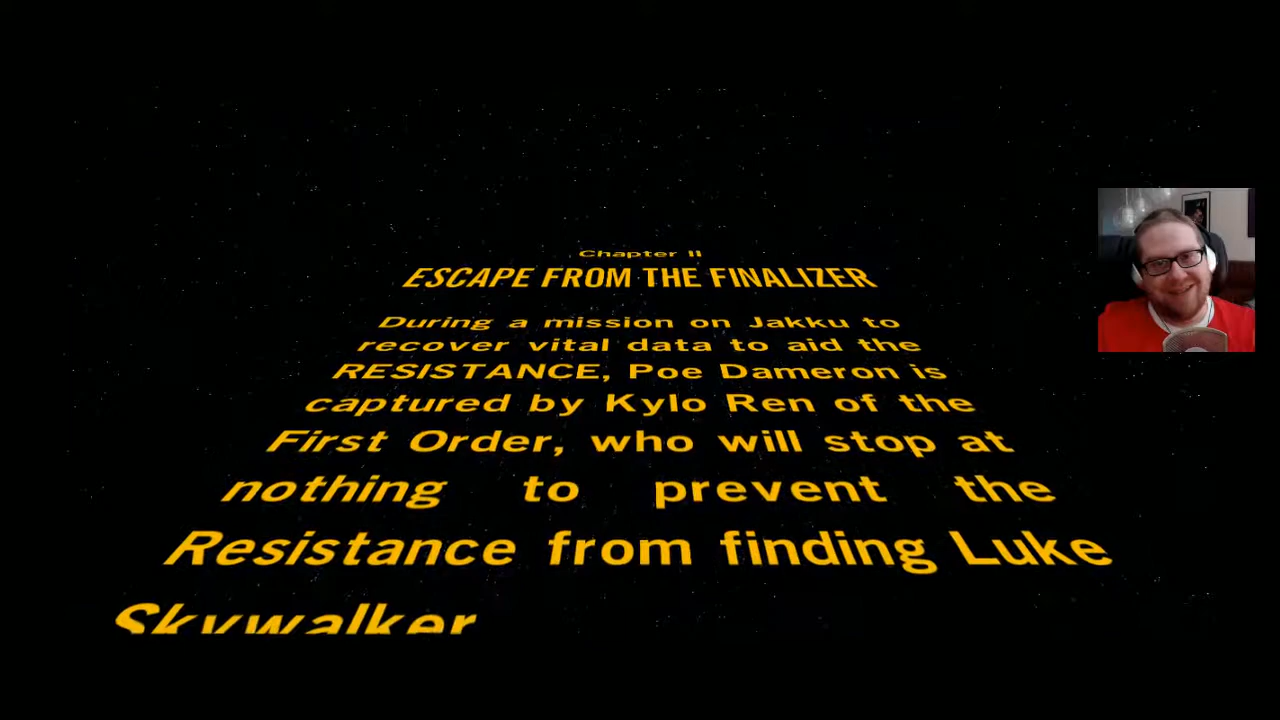 Chapter II
ESCAPE FROM THE FINALIZER
During a mission on Jakku to
recover vital data to aid the
RESISTANCE, Poe Dameron is
captured by Kylo Ren of the
First Order, who will stop at
nothing to prevent the
Resistance from finding Luke
Skywalker